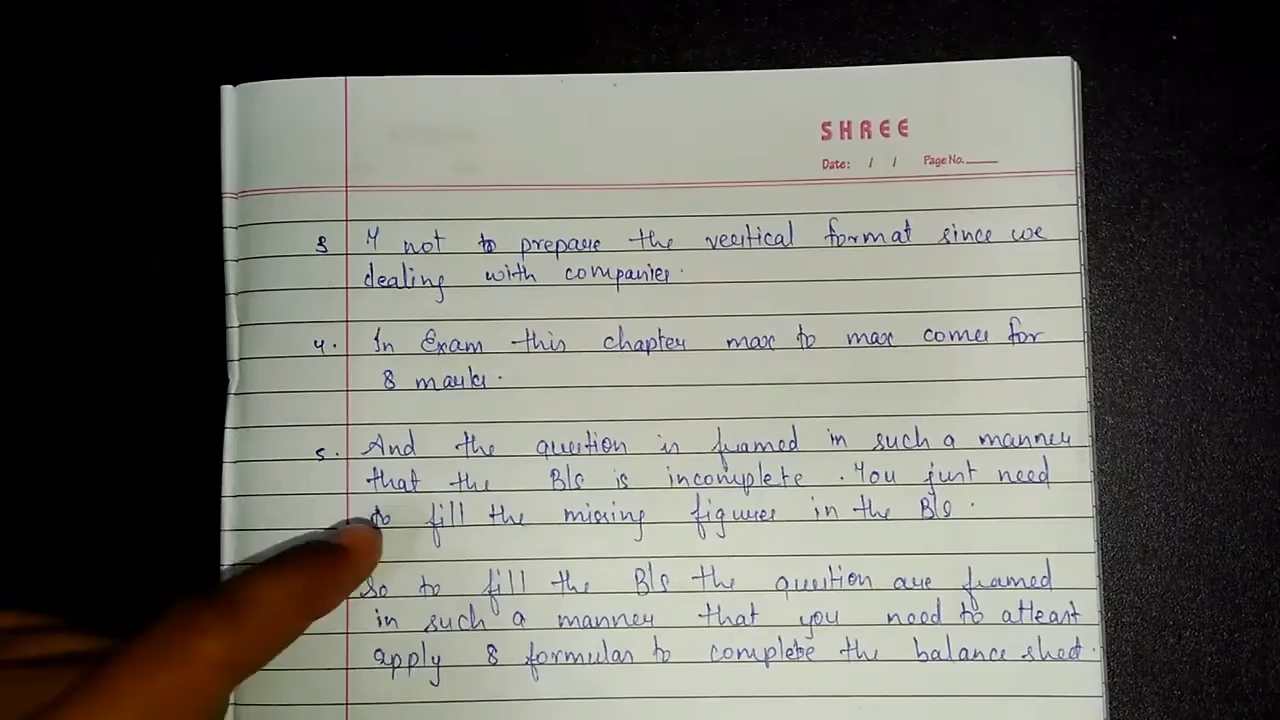 SHREE
Date: / / Page No.
3 not to prepare the vertical format since we
dealing with companies.
4. In Exam this chapter max to max comes for
8 marks.
5. And the question is framed in such a manner
that the B/s is incomplete. You just need
to fill the missing figures in the B/s.
So to fill the B/s the question are framed
in such a manner that you need to atleast
apply 8 formulas to complete the balance sheet.